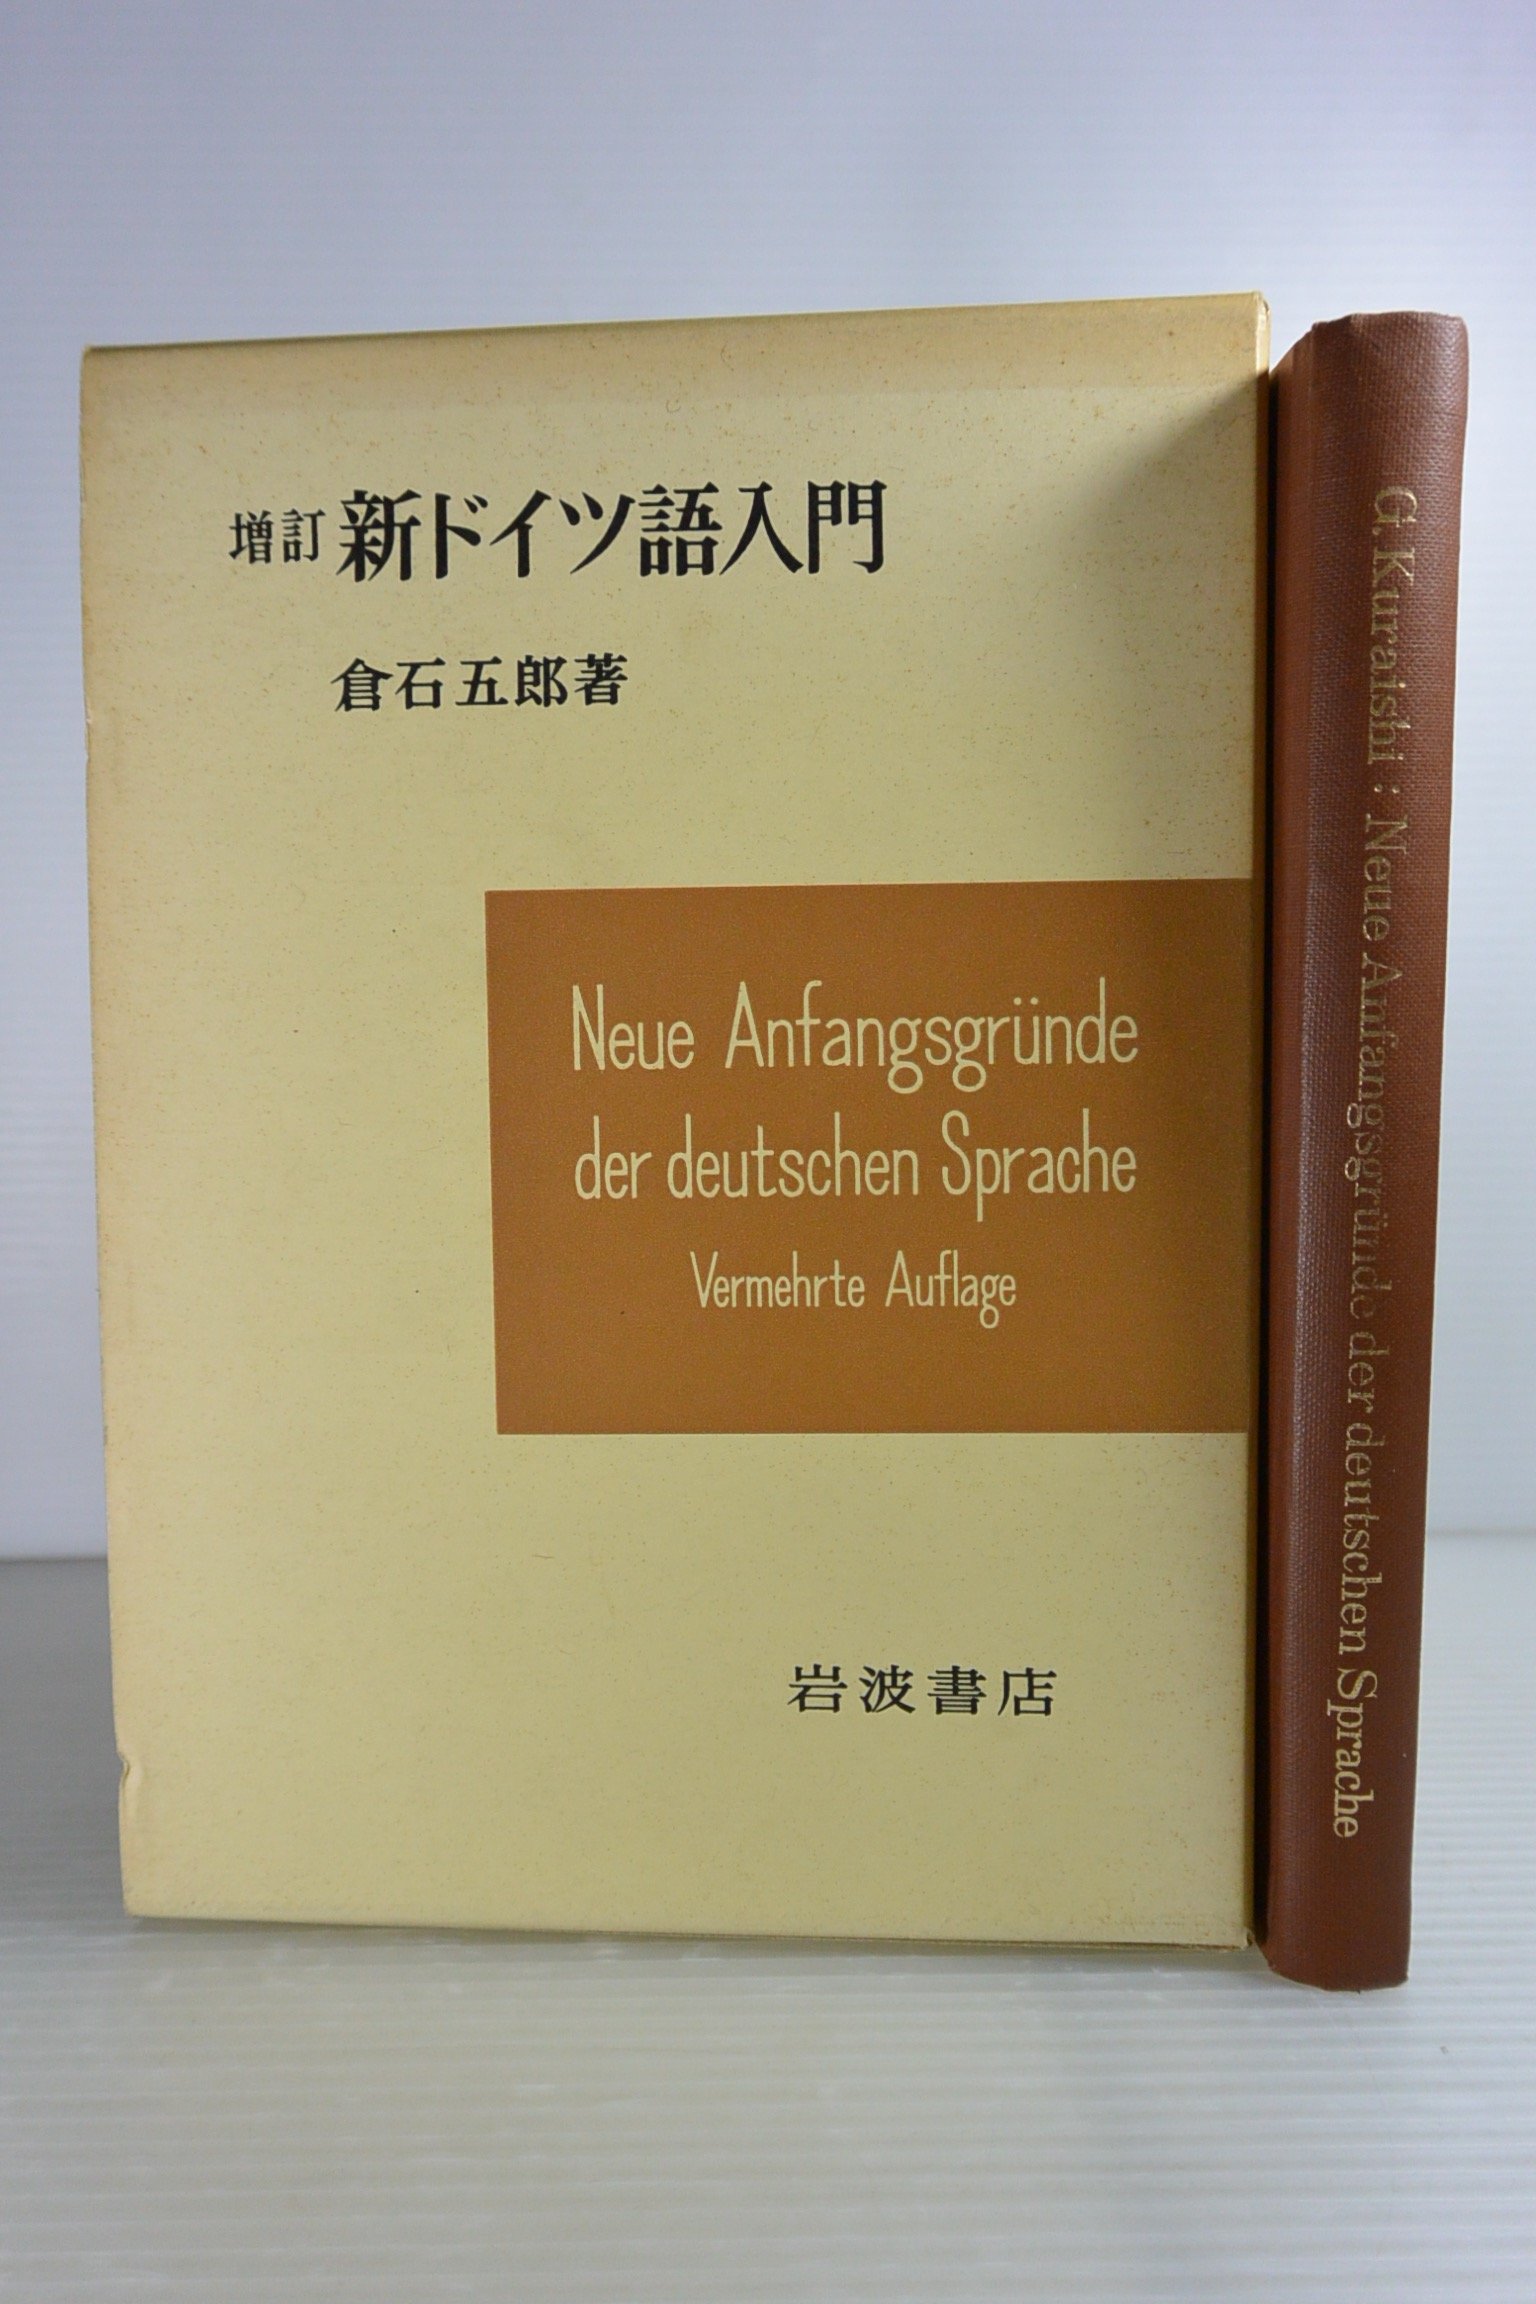 増訂 新ドイツ語入門
倉石五郎著
Neue Anfangsgründe
der deutschen Sprache
Vermehrte Auflage
岩波書店
G. Kuraishi : Neue Anfangsgründe der deutschen Sprache